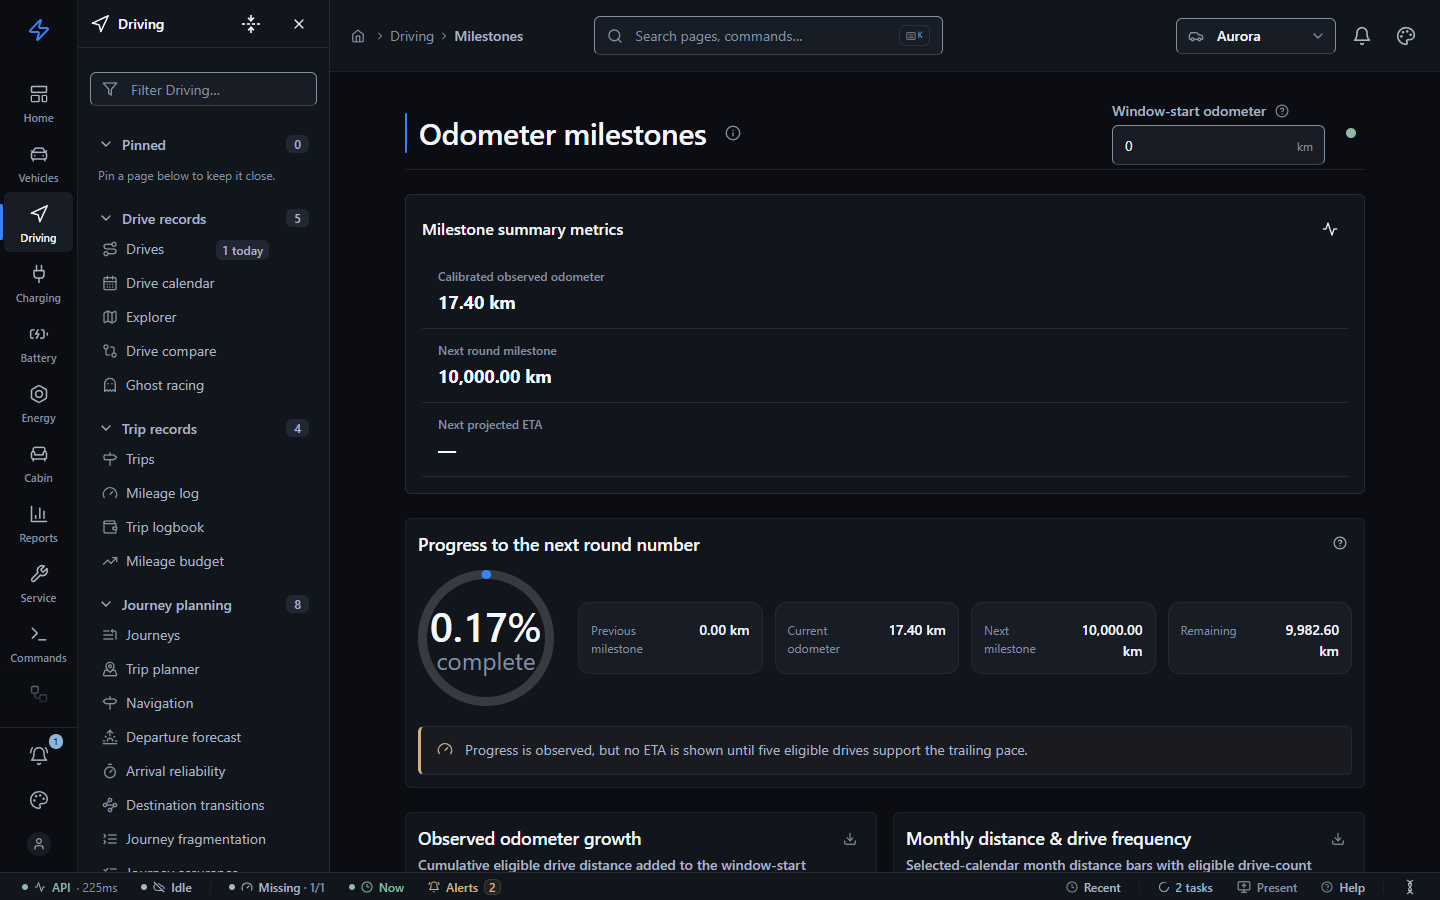 Home
Vehicles
Driving
Charging
Battery
Energy
Cabin
Reports
Service
Commands
1
Driving
Filter Driving...
Pinned 0
Pin a page below to keep it close.
Drive records 5
Drives 1 today
Drive calendar
Explorer
Drive compare
Ghost racing
Trip records 4
Trips
Mileage log
Trip logbook
Mileage budget
Journey planning 8
Journeys
Trip planner
Navigation
Departure forecast
Arrival reliability
Destination transitions
Journey fragmentation
Journey assurance
Driving Milestones
Search pages, commands... K
Aurora
Odometer milestones
Window-start odometer
0 km
Milestone summary metrics
Calibrated observed odometer
17.40 km
Next round milestone
10,000.00 km
Next projected ETA
—
Progress to the next round number
0.17%
complete
Previous milestone 0.00 km
Current odometer 17.40 km
Next milestone 10,000.00 km
Remaining 9,982.60 km
Progress is observed, but no ETA is shown until five eligible drives support the trailing pace.
Observed odometer growth
Cumulative eligible drive distance added to the window-start
Monthly distance & drive frequency
Selected-calendar month distance bars with eligible drive-count
API · 225ms
Idle
Missing · 1/1
Now
Alerts 2
Recent
2 tasks
Present
Help